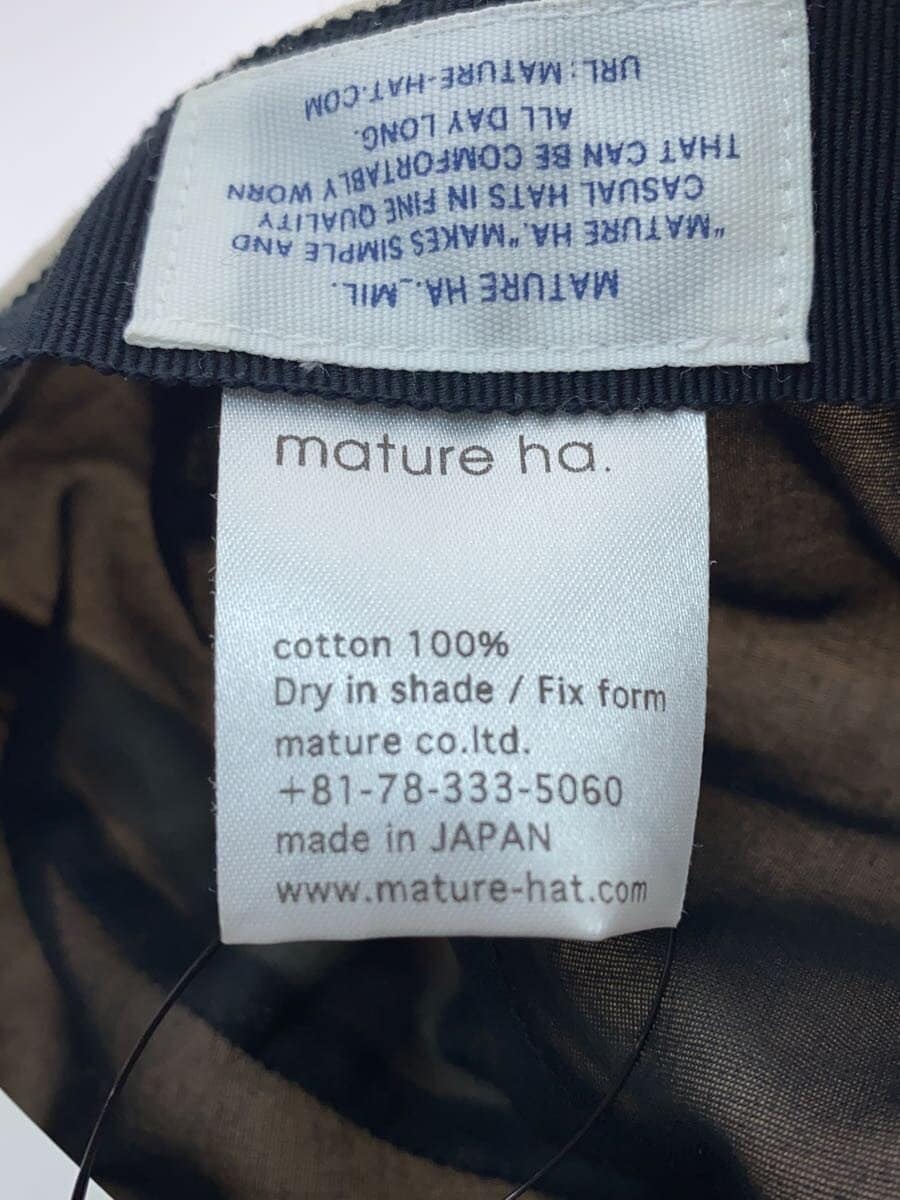 MATURE HA._MIL.
"MATURE HA." MAKES SIMPLE AND
CASUAL HATS IN FINE QUALITY
THAT CAN BE COMFORTABLY WORN
ALL DAY LONG.
URL: MATURE-HAT.COM
mature ha.
cotton 100%
Dry in shade / Fix form
mature co.ltd.
+81-78-333-5060
made in JAPAN
www.mature-hat.com